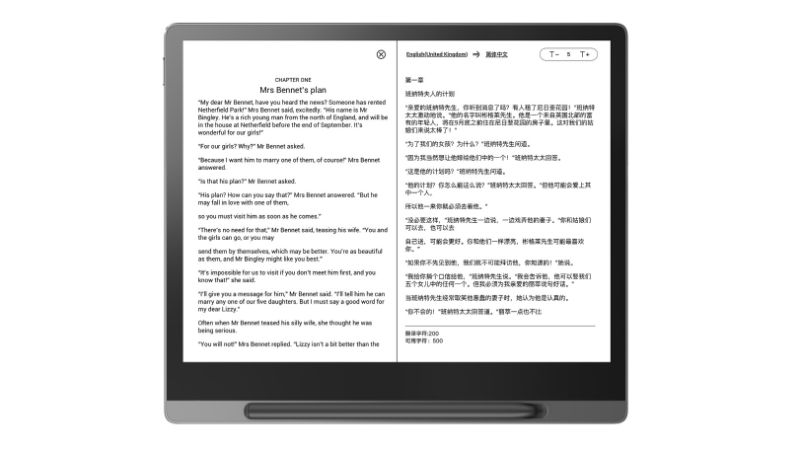 CHAPTER ONE
Mrs Bennet's plan
"My dear Mr Bennet, have you heard the news? Someone has rented
Netherfield Park!" Mrs Bennet said, excitedly. "His name is Mr
Bingley. He's a rich young man from the north of England, and will be
in the house at Netherfield before the end of September. It's
wonderful for our girls!"
"For our girls? Why?" Mr Bennet asked.
"Because I want him to marry one of them, of course!" Mrs Bennet
answered.
"Is that his plan?" Mr Bennet asked.
"His plan? How can you say that?" Mrs Bennet answered. "But he
may fall in love with one of them,
so you must visit him as soon as he comes."
"There's no need for that," Mr Bennet said, teasing his wife. "You and
the girls can go, or you may
send them by themselves, which may be better. You're as beautiful
as them, and Mr Bingley might like you best."
"It's impossible for us to visit if you don't meet him first, and you
know that!" she said.
"I'll give you a message for him," Mr Bennet said. "I'll tell him he can
marry any one of our five daughters. But I must say a good word for
my dear Lizzy."
Often when Mr Bennet teased his silly wife, she thought he was
being serious.
"You will not!" Mrs Bennet replied. "Lizzy isn't a bit better than the
English(United Kingdom) → 简体中文
T- 5 T+
第一章
班纳特夫人的计划
"亲爱的班纳特先生，你听到消息了吗？有人租了尼日斐花园！"班纳特
太太激动地说。"他的名字叫彬格莱先生。他是一个来自英国北部的富
有的年轻人，将在9月底之前住在尼日斐花园的房子里。这对我们的姑
娘们来说太棒了！"
"为了我们的女孩？为什么？"班纳特先生问道。
"因为我当然想让他嫁给他们中的一个！"班纳特太太回答。
"这是他的计划吗？"班纳特先生问道。
"他的计划？你怎么能这么说？"班纳特太太回答。"但他可能会爱上其
中一个人，
所以他一来你就必须去看他。"
"没必要这样，"班纳特先生一边说，一边戏弄他的妻子。"你和姑娘们
可以去，也可以去
自己送，可能会更好。你和他们一样漂亮，彬格莱先生可能最喜欢
你。"
"如果你不先见到他，我们就不可能拜访他，你知道的！"她说。
"我给你捎个口信给他，"班纳特先生说。"我会告诉他，他可以娶我们
五个女儿中的任何一个。但我必须为我亲爱的丽萃说句好话。"
当班纳特先生经常取笑他愚蠢的妻子时，她认为他是认真的。
"你不会的！"班纳特太太回答道。"丽萃一点也不比
翻译字符:200
可用字符：500